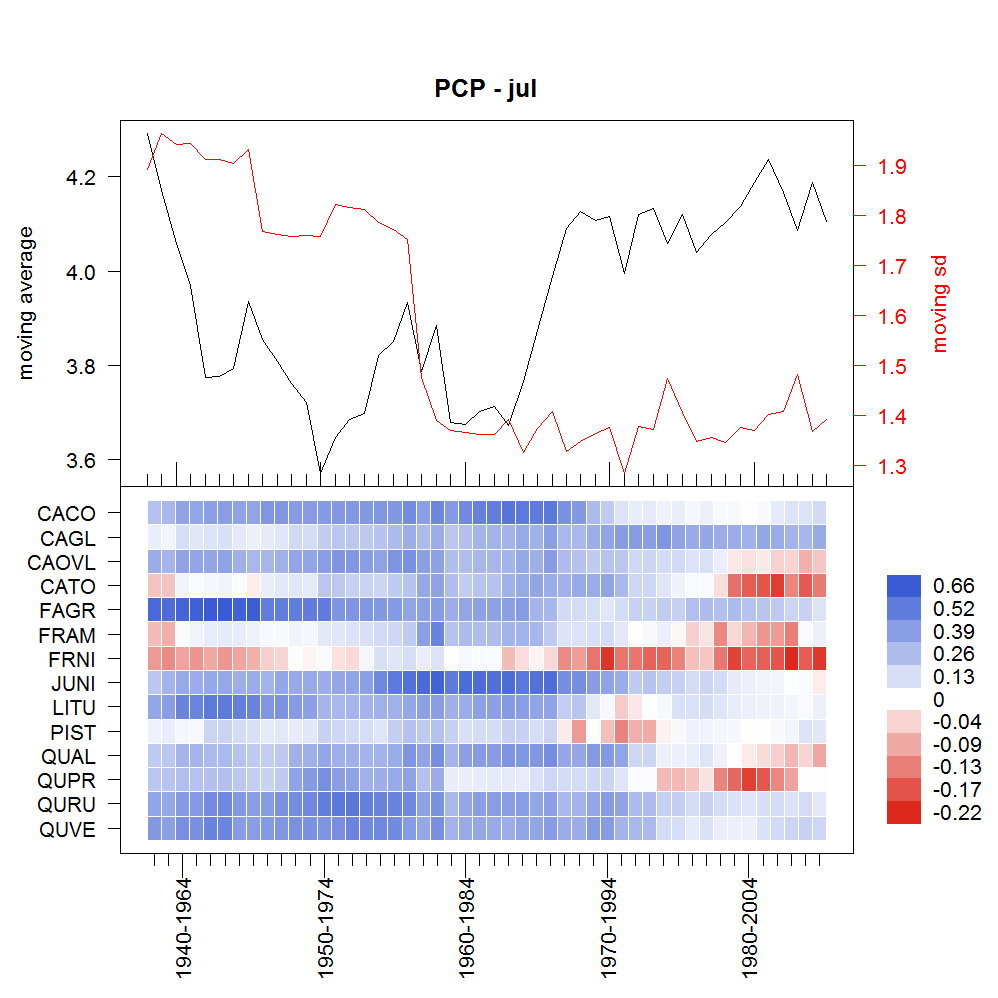 PCP - jul
moving average
4.2
4.0
3.8
3.6
1.9
1.8
1.7
1.6
1.5
1.4
1.3
moving sd
CACO
CAGL
CAOVL
CATO
FAGR
FRAM
FRNI
JUNI
LITU
PIST
QUAL
QUPR
QURU
QUVE
0.66
0.52
0.39
0.26
0.13
0
-0.04
-0.09
-0.13
-0.17
-0.22
1940-1964
1950-1974
1960-1984
1970-1994
1980-2004